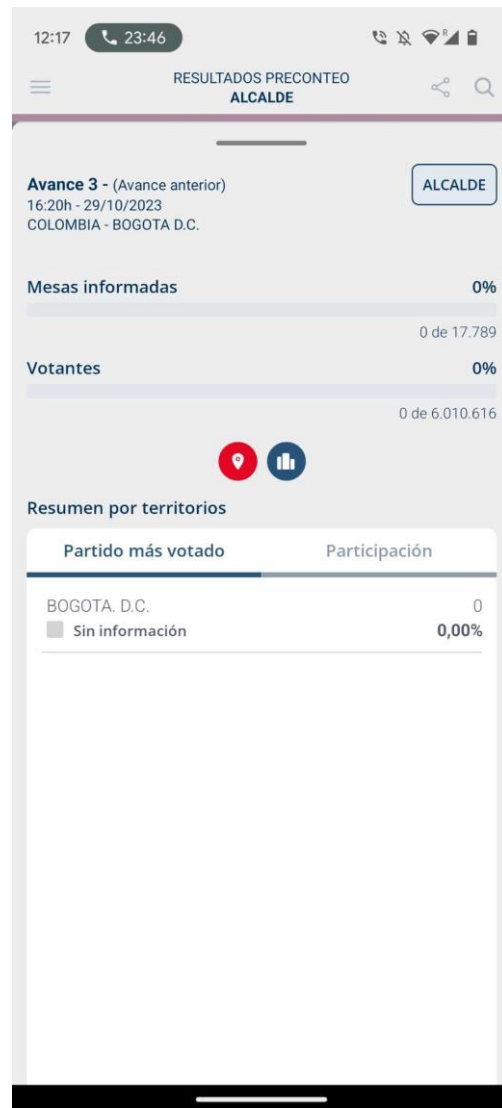 12:17 23:46 R
RESULTADOS PRECONTEO
ALCALDE
Avance 3 - (Avance anterior)
16:20h - 29/10/2023
COLOMBIA - BOGOTA D.C.
ALCALDE
Mesas informadas 0%
0 de 17.789
Votantes 0%
0 de 6.010.616
Resumen por territorios
Partido más votado Participación
BOGOTA. D.C. 0
Sin información 0,00%